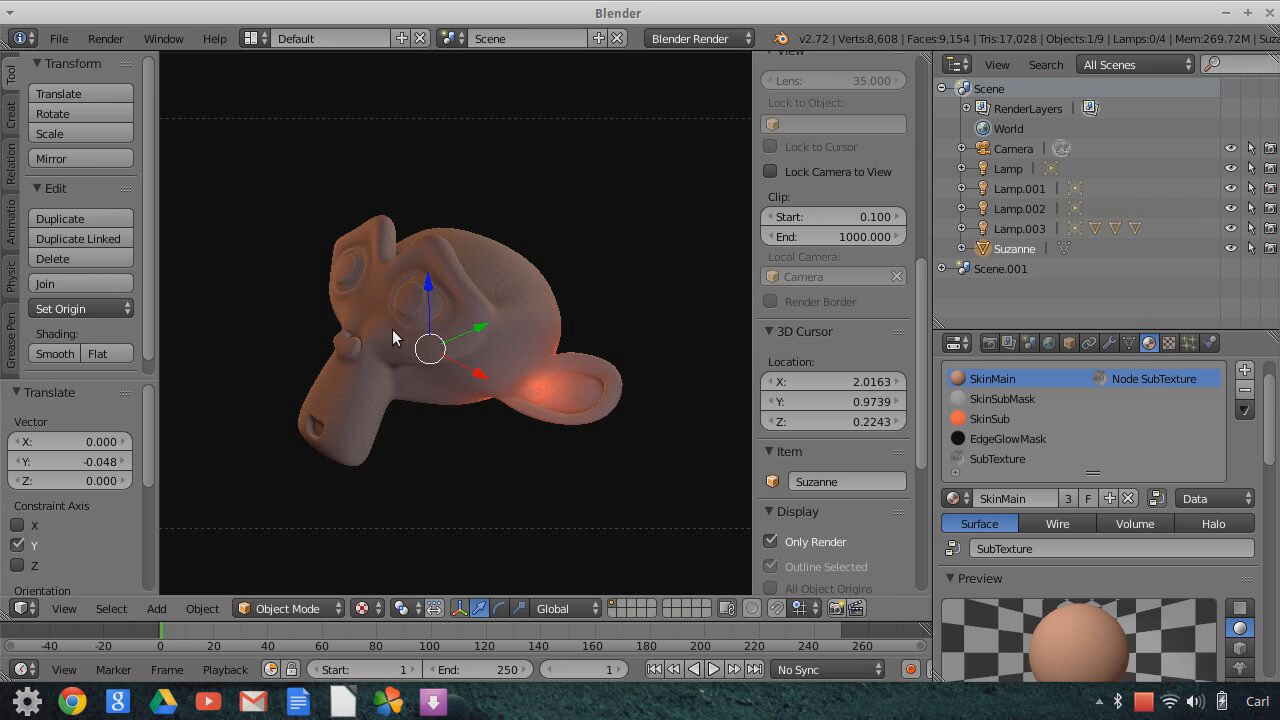 Blender
File Render Window Help Default Scene Blender Render v2.72 | Verts:8,608 | Faces:9,154 | Tris:17,028 | Objects:1/9 | Lamps:0/4 | Mem:269.72M | Suz
Tool
Creat
Relation
Animatio
Physic
Grease Pen
Transform
Translate
Rotate
Scale
Mirror
Edit
Duplicate
Duplicate Linked
Delete
Join
Set Origin
Shading:
Smooth Flat
Translate
Vector
X: 0.000
Y: -0.048
Z: 0.000
Constraint Axis
X
Y
Z
Orientation
View
Lens: 35.000
Lock to Object:
Lock to Cursor
Lock Camera to View
Clip:
Start: 0.100
End: 1000.000
Local Camera:
Camera
Render Border
3D Cursor
Location:
X: 2.0163
Y: 0.9739
Z: 0.2243
Item
Suzanne
Display
Only Render
Outline Selected
All Object Origins
View Search All Scenes
Scene
RenderLayers
World
Camera
Lamp
Lamp.001
Lamp.002
Lamp.003
Suzanne
Scene.001
SkinMain Node SubTexture
SkinSubMask
SkinSub
EdgeGlowMask
SubTexture
SkinMain 3 F Data
Surface Wire Volume Halo
SubTexture
Preview
View Select Add Object Object Mode Global
-40 -20 0 20 40 60 80 100 120 140 160 180 200 220 240 260
View Marker Frame Playback Start: 1 End: 250 1 No Sync
Carl